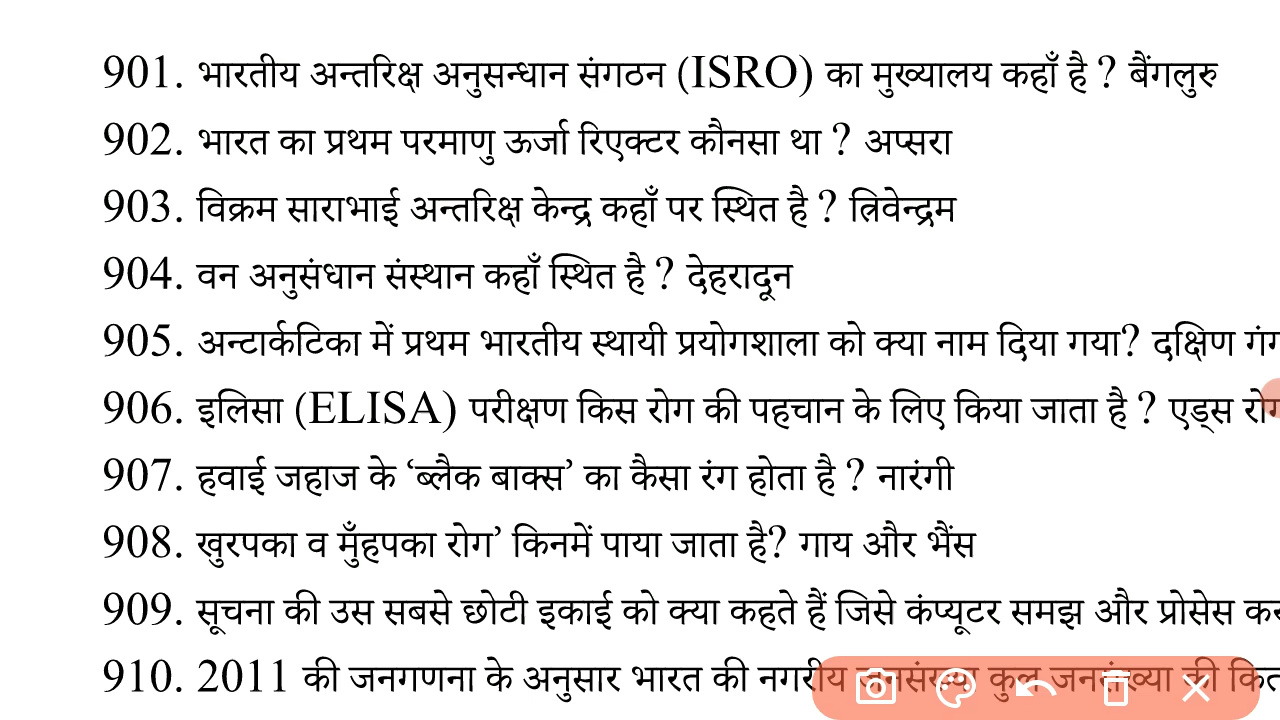 901. भारतीय अन्तरिक्ष अनुसन्धान संगठन (ISRO) का मुख्यालय कहाँ है ? बैंगलुरु
902. भारत का प्रथम परमाणु ऊर्जा रिएक्टर कौनसा था ? अप्सरा
903. विक्रम साराभाई अन्तरिक्ष केन्द्र कहाँ पर स्थित है ? त्रिवेन्द्रम
904. वन अनुसंधान संस्थान कहाँ स्थित है ? देहरादून
905. अन्टार्कटिका में प्रथम भारतीय स्थायी प्रयोगशाला को क्या नाम दिया गया? दक्षिण
906. इलिसा (ELISA) परीक्षण किस रोग की पहचान के लिए किया जाता है ? एड्स
907. हवाई जहाज के ‘ब्लैक बाक्स’ का कैसा रंग होता है ? नारंगी
908. खुरपका व मुँहपका रोग’ किनमें पाया जाता है? गाय और भैंस
909. सूचना की उस सबसे छोटी इकाई को क्या कहते हैं जिसे कंप्यूटर समझ और प्रोसेस
910. 2011 की जनगणना के अनुसार भारत की नगरीय जनसंख्या कुल जनसंख्या की